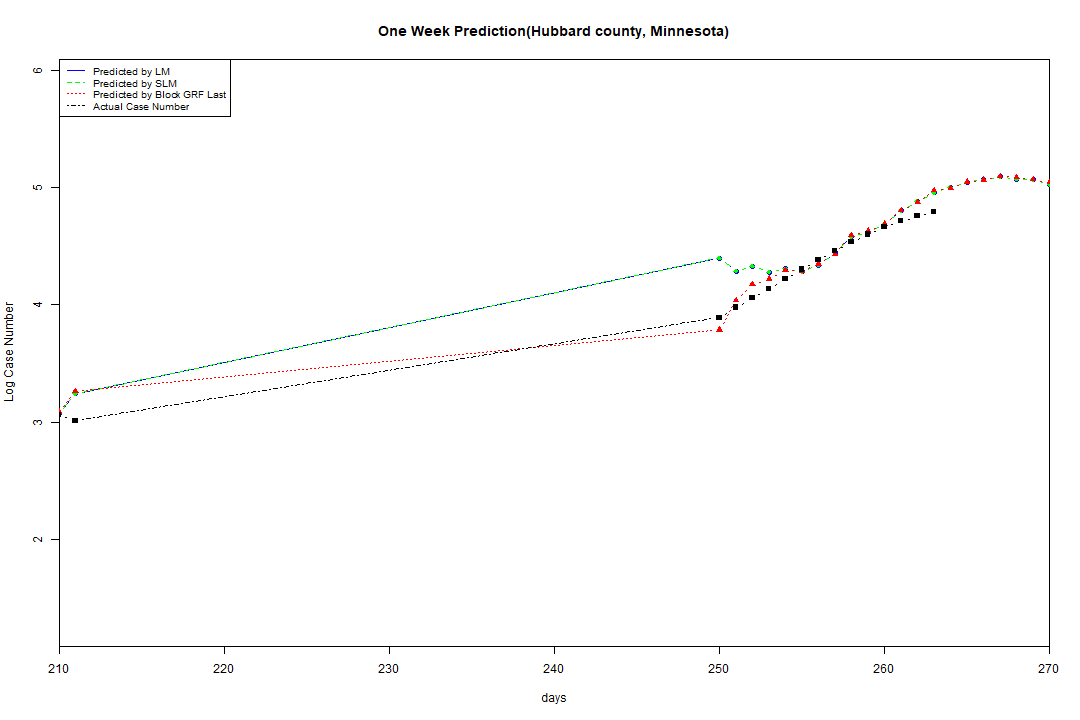 One Week Prediction(Hubbard county, Minnesota)
Predicted by LM
Predicted by SLM
Predicted by Block GRF Last
Actual Case Number
6
5
4
3
2
Log Case Number
210 220 230 240 250 260 270
days